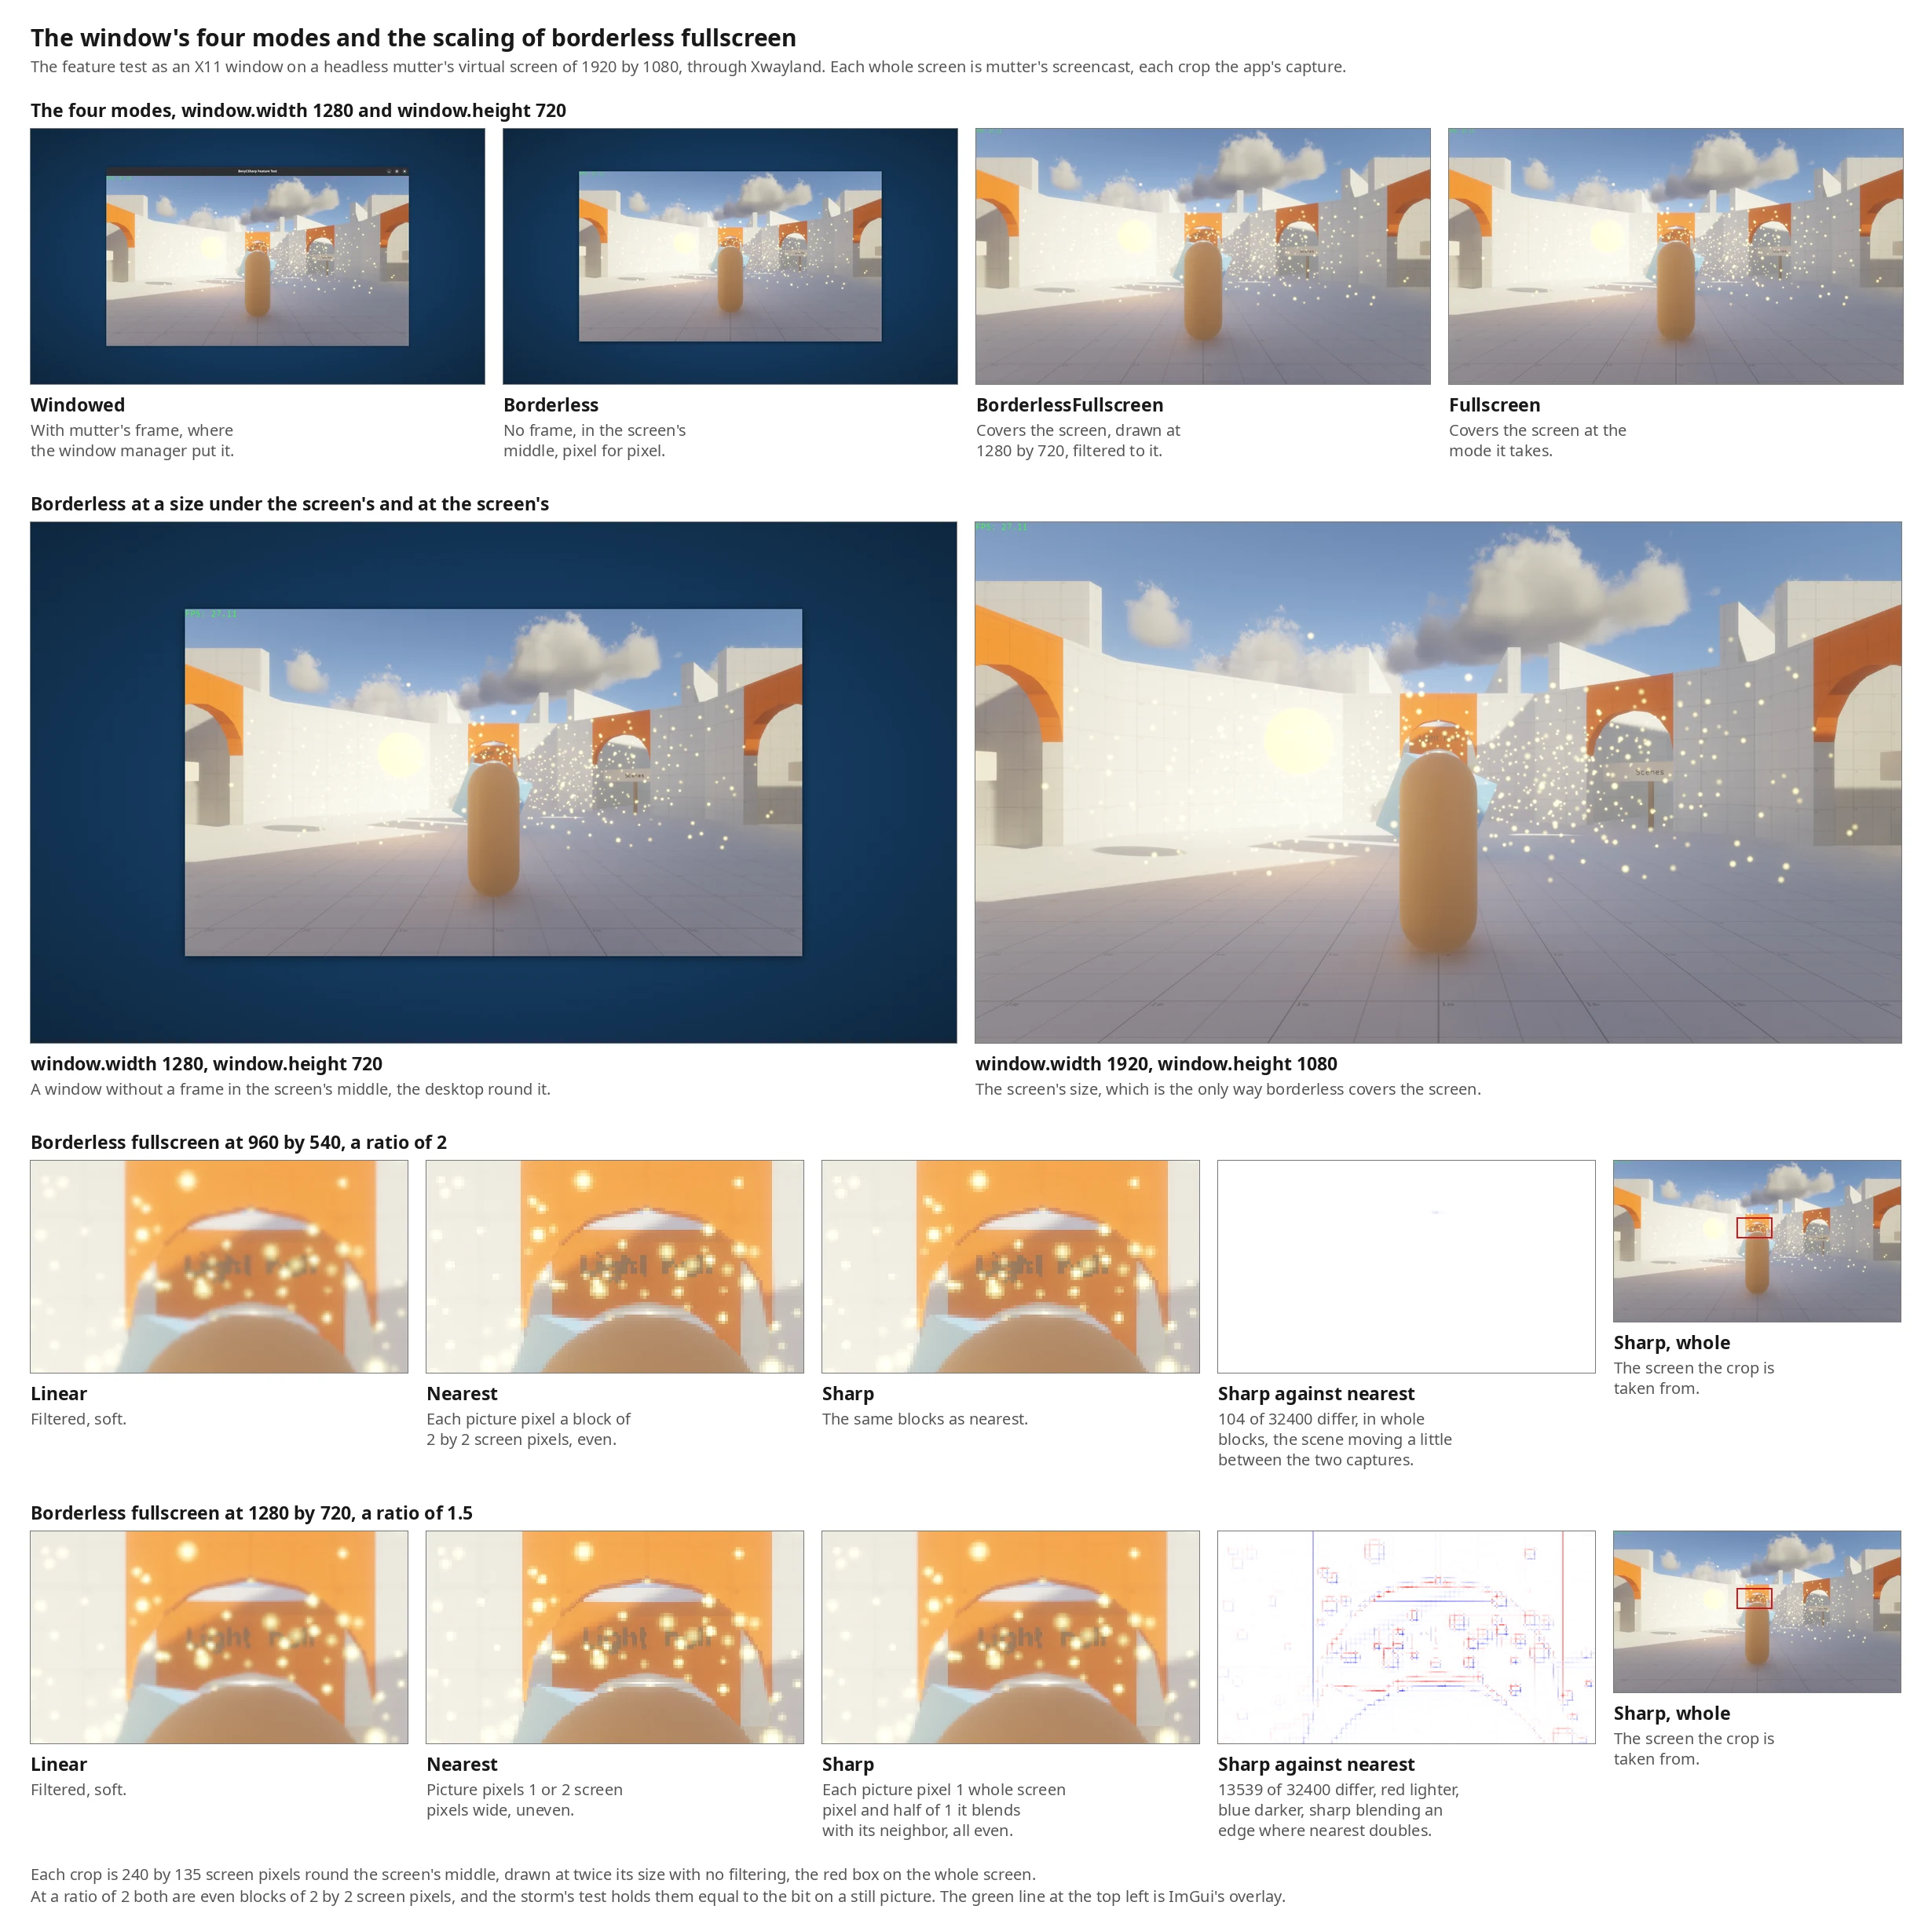 The window's four modes and the scaling of borderless fullscreen
The feature test as an X11 window on a headless mutter's virtual screen of 1920 by 1080, through Xwayland. Each whole screen is mutter's screencast, each crop the app's capture.
The four modes, window.width 1280 and window.height 720
Windowed
With mutter's frame, where
the window manager put it.
Borderless
No frame, in the screen's
middle, pixel for pixel.
BorderlessFullscreen
Covers the screen, drawn at
1280 by 720, filtered to it.
Fullscreen
Covers the screen at the
mode it takes.
Borderless at a size under the screen's and at the screen's
FPS: 27.11
FPS: 27.11
Scenes
window.width 1280, window.height 720
A window without a frame in the screen's middle, the desktop round it.
window.width 1920, window.height 1080
The screen's size, which is the only way borderless covers the screen.
Borderless fullscreen at 960 by 540, a ratio of 2
Light
Light
Light
Linear
Filtered, soft.
Nearest
Each picture pixel a block of
2 by 2 screen pixels, even.
Sharp
The same blocks as nearest.
Sharp against nearest
104 of 32400 differ, in whole
blocks, the scene moving a little
between the two captures.
Sharp, whole
The screen the crop is
taken from.
Borderless fullscreen at 1280 by 720, a ratio of 1.5
Light
Light
Light
Linear
Filtered, soft.
Nearest
Picture pixels 1 or 2 screen
pixels wide, uneven.
Sharp
Each picture pixel 1 whole screen
pixel and half of 1 it blends
with its neighbor, all even.
Sharp against nearest
13539 of 32400 differ, red lighter,
blue darker, sharp blending an
edge where nearest doubles.
Sharp, whole
The screen the crop is
taken from.
Each crop is 240 by 135 screen pixels round the screen's middle, drawn at twice its size with no filtering, the red box on the whole screen.
At a ratio of 2 both are even blocks of 2 by 2 screen pixels, and the storm's test holds them equal to the bit on a still picture. The green line at the top left is ImGui's overlay.